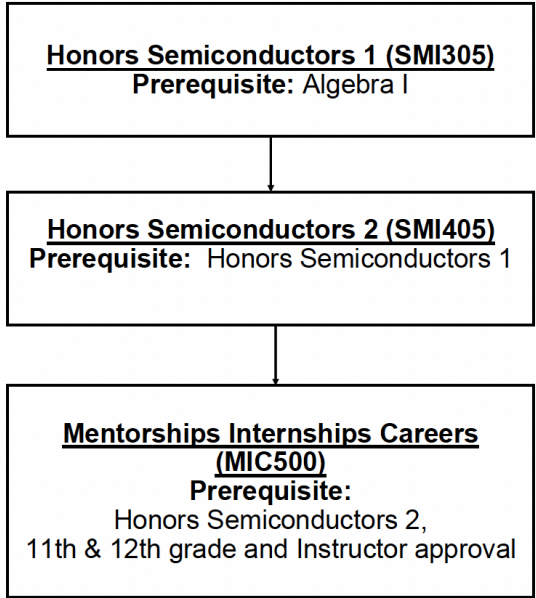 Honors Semiconductors 1 (SMI305)
Prerequisite: Algebra I
Honors Semiconductors 2 (SMI405)
Prerequisite: Honors Semiconductors 1
Mentorships Internships Careers
(MIC500)
Prerequisite:
Honors Semiconductors 2,
11th & 12th grade and Instructor approval